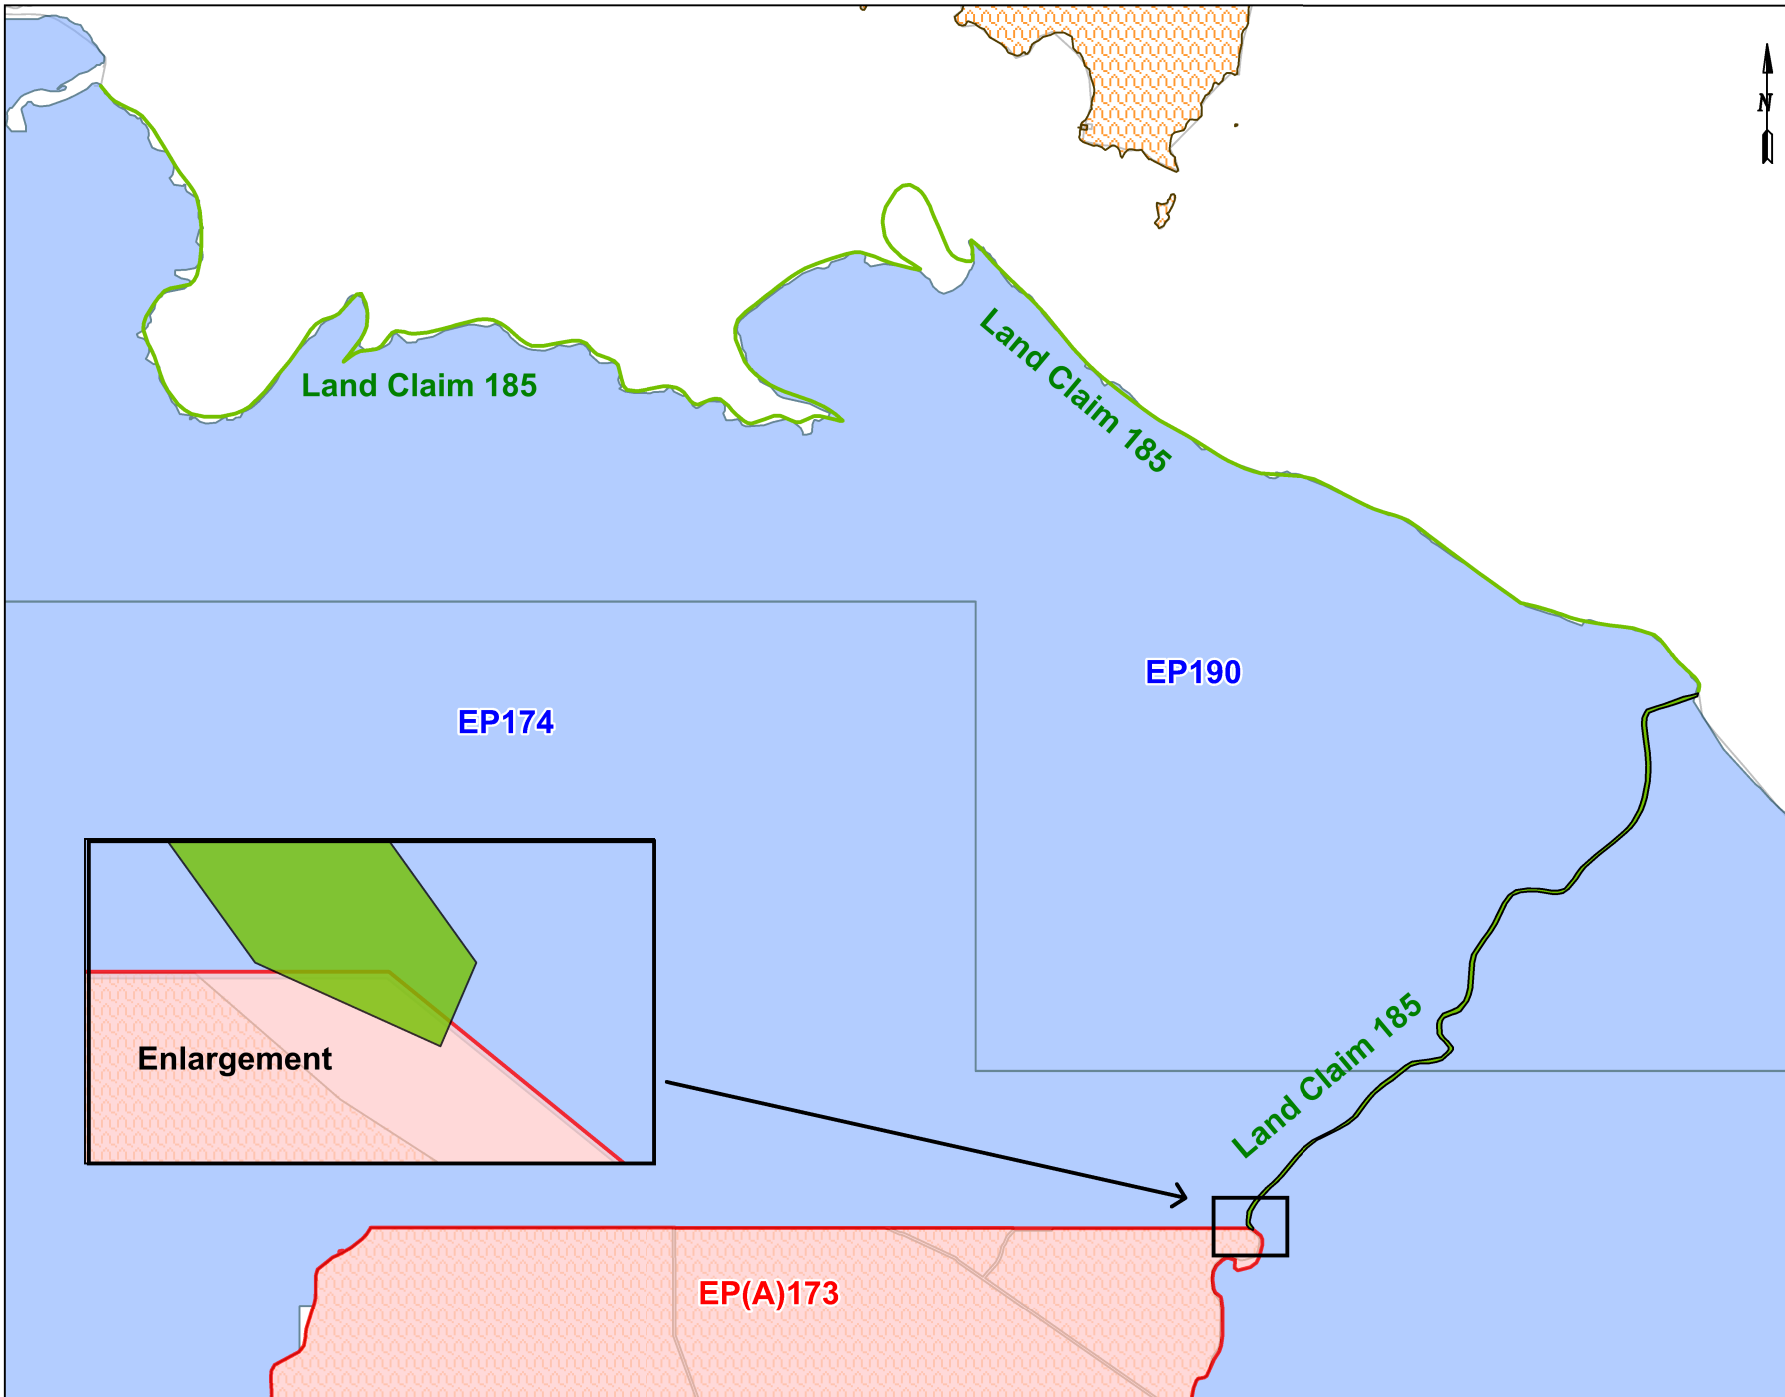 N
Land Claim 185
Land Claim 185
EP190
EP174
Enlargement
Land Claim 185
EP(A)173